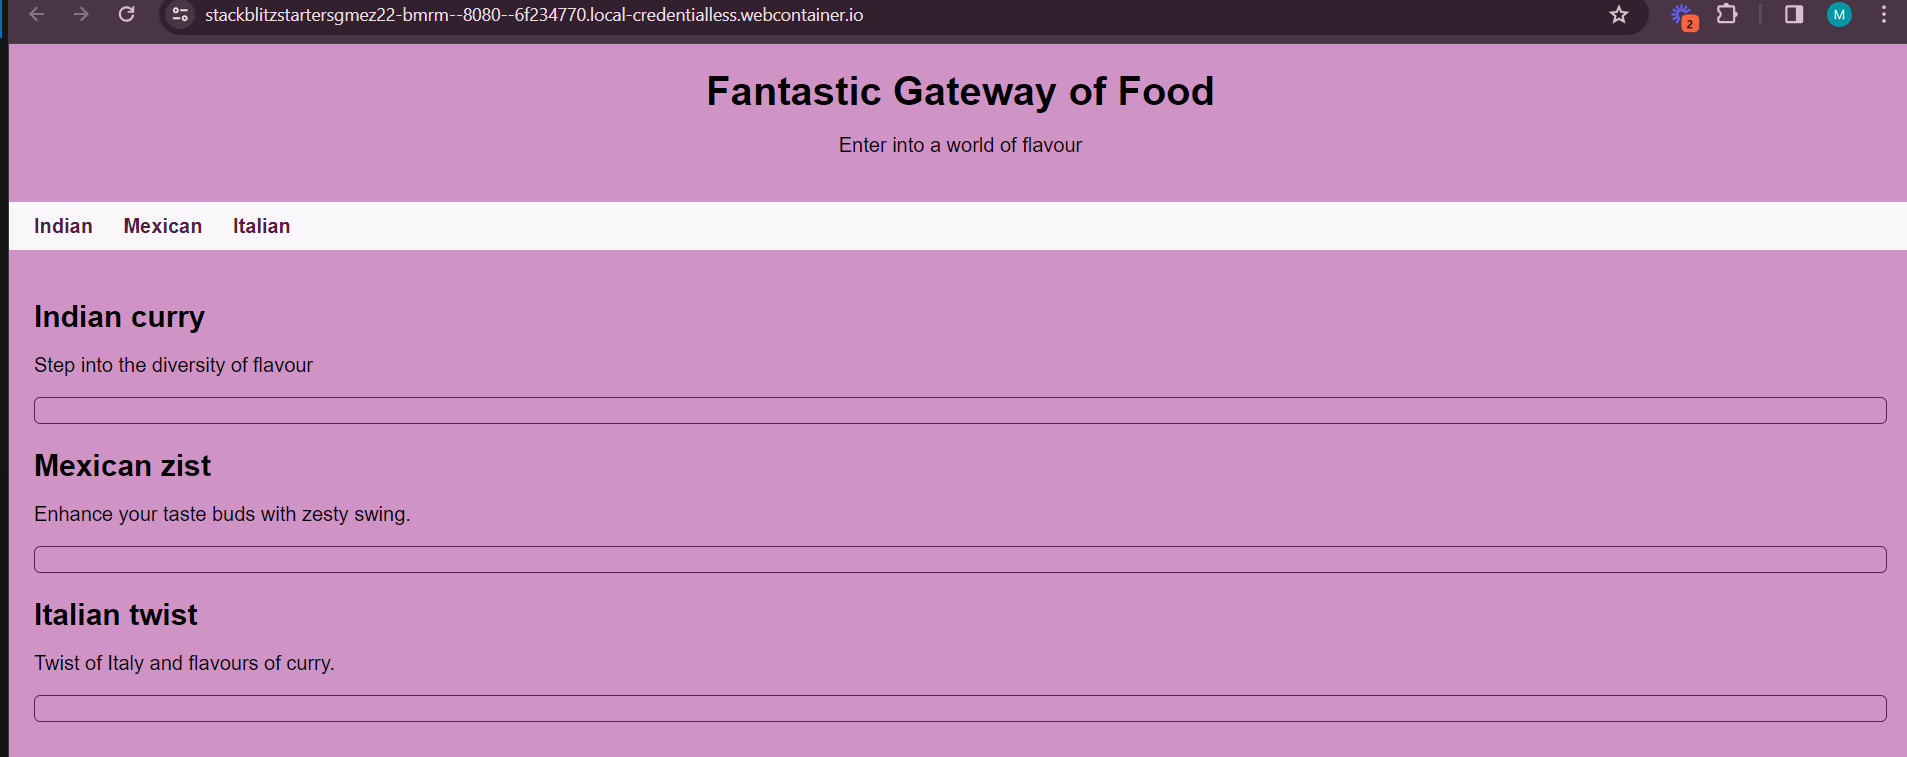 stackblitzstartersgmez22-bmrm--8080--6f234770.local-credentialless.webcontainer.io
2
M
Fantastic Gateway of Food
Enter into a world of flavour
Indian Mexican Italian
Indian curry
Step into the diversity of flavour
Mexican zist
Enhance your taste buds with zesty swing.
Italian twist
Twist of Italy and flavours of curry.